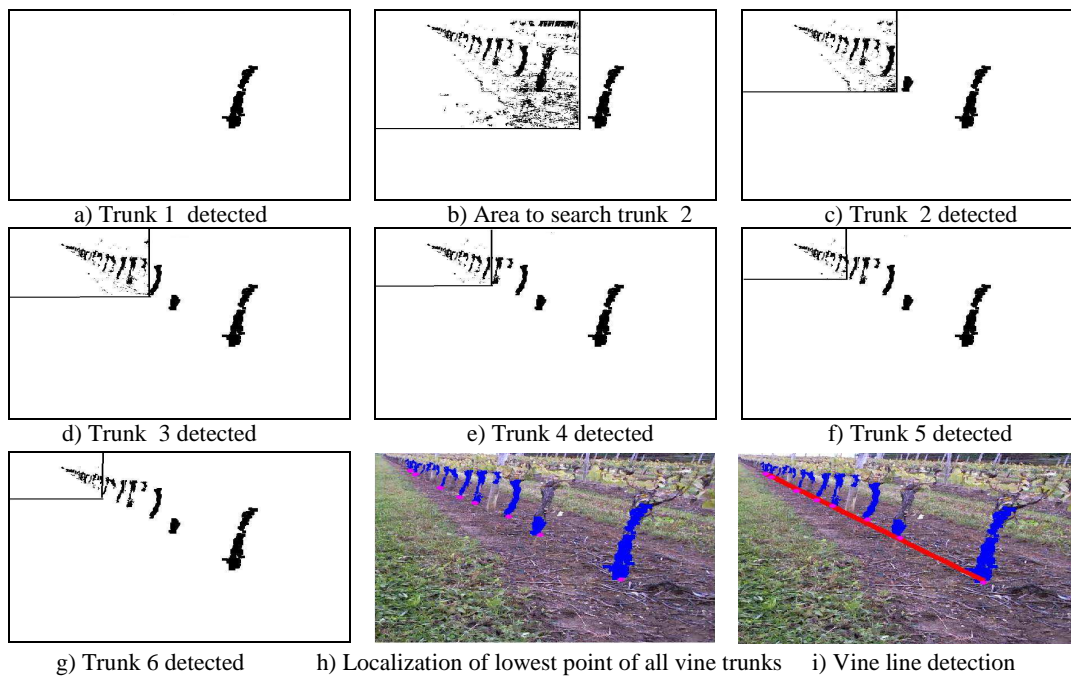 a) Trunk 1 detected
b) Area to search trunk 2
c) Trunk 2 detected
d) Trunk 3 detected
e) Trunk 4 detected
f) Trunk 5 detected
g) Trunk 6 detected
h) Localization of lowest point of all vine trunks
i) Vine line detection